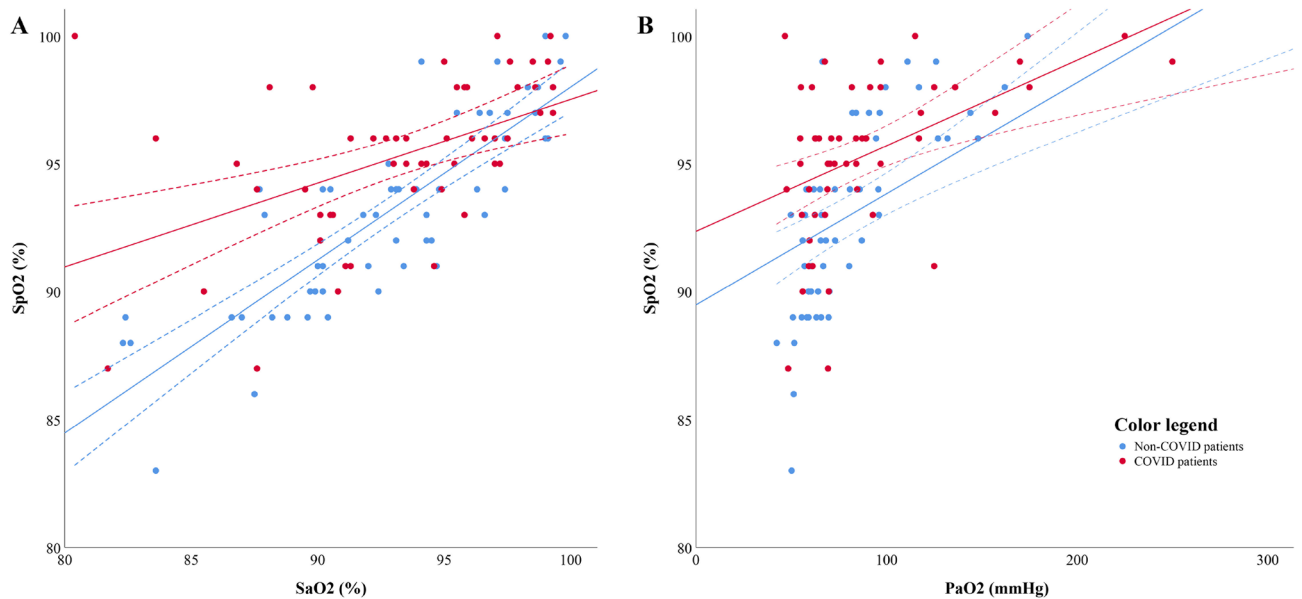 A
100
95
90
85
80
SpO2 (%)
80
85
90
95
100
SaO2 (%)
B
100
95
90
85
80
SpO2 (%)
0
100
200
300
PaO2 (mmHg)
Color legend
Non-COVID patients
COVID patients